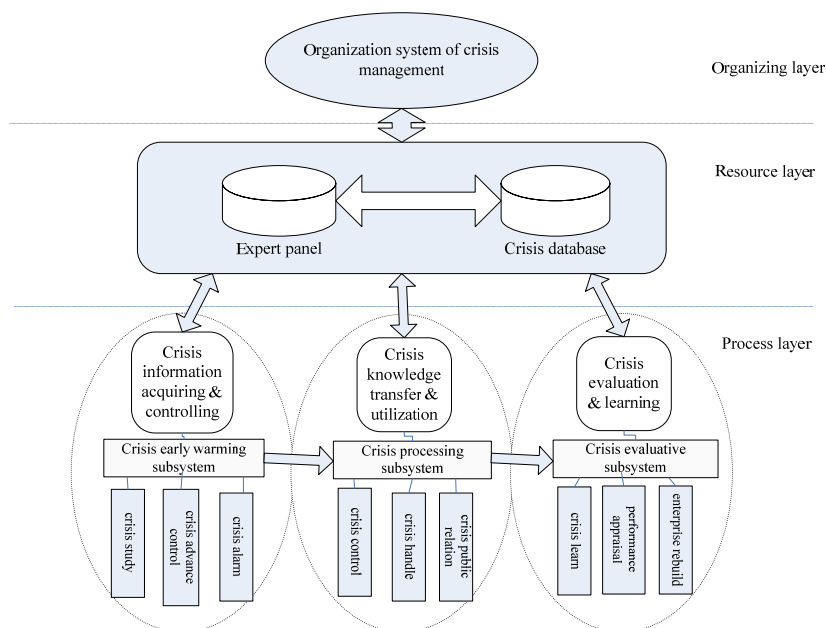 Organization system of crisis
management
Organizing layer
Resource layer
Expert panel
Crisis database
Process layer
Crisis
information
acquiring &
controlling
Crisis
knowledge
transfer &
utilization
Crisis
evaluation
& learning
Crisis early warming
subsystem
Crisis processing
subsystem
Crisis evaluative
subsystem
crisis study
crisis advance
control
crisis alarm
crisis control
crisis handle
crisis public
relation
crisis learn
performance
appraisal
enterprise rebuild